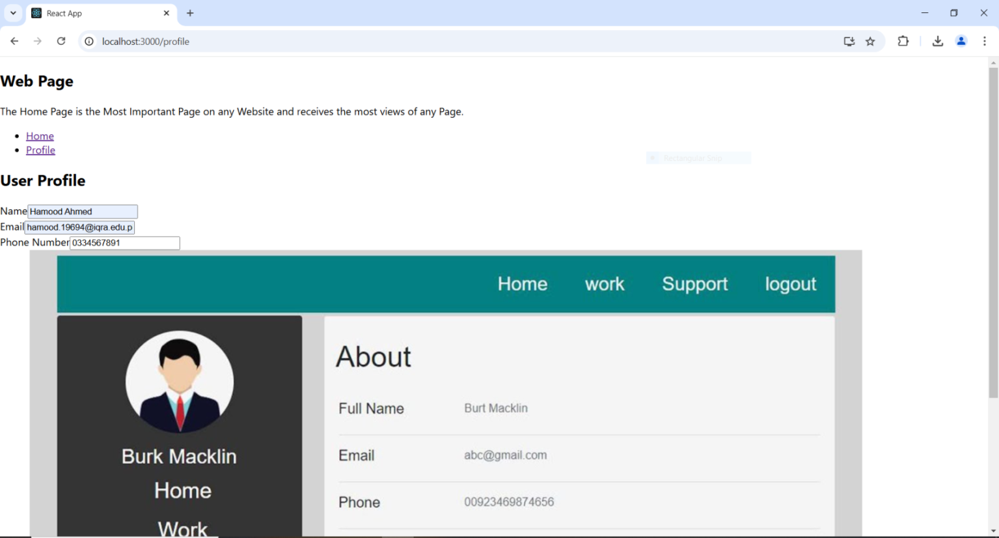 React App
localhost:3000/profile
Web Page
The Home Page is the Most Important Page on any Website and receives the most views of any Page.
Home
Profile
Rectangular Snip
User Profile
Name Hamood Ahmed
Email hamood.19694@iqra.edu.p
Phone Number 0334567891
Home work Support logout
About
Full Name Burt Macklin
Email abc@gmail.com
Phone 00923469874656
Burk Macklin
Home
Work